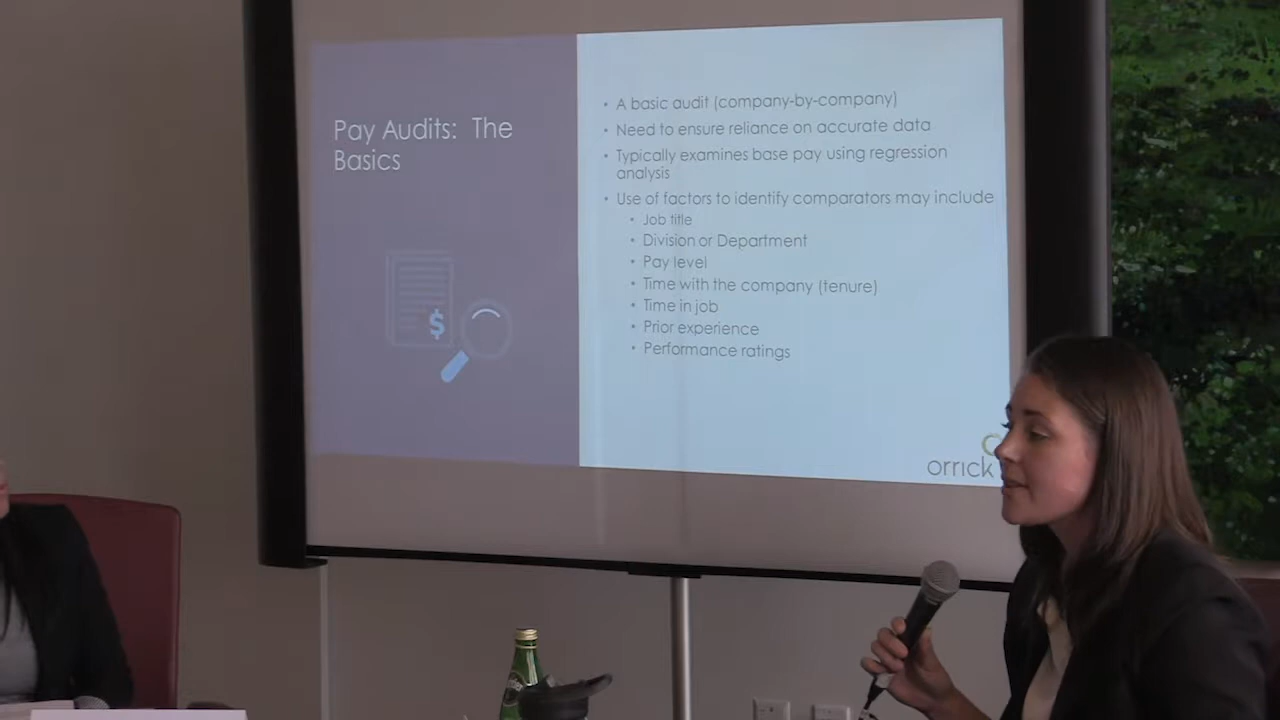 Pay Audits: The
Basics
• A basic audit (company-by-company)
• Need to ensure reliance on accurate data
• Typically examines base pay using regression
analysis
• Use of factors to identify comparators may include
• Job title
• Division or Department
• Pay level
• Time with the company (tenure)
• Time in job
• Prior experience
• Performance ratings
$
orrick